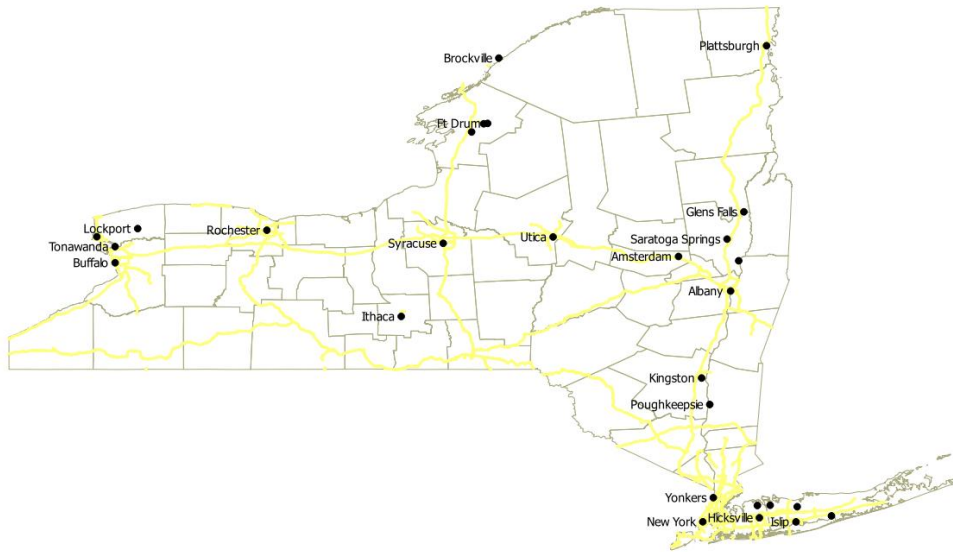 Plattsburgh
Brockville
Ft Drum
Glens Falls
Lockport
Rochester
Tonawanda
Syracuse
Utica
Saratoga Springs
Amsterdam
Buffalo
Albany
Ithaca
Kingston
Poughkeepsie
Yonkers
New York
Hicksville
Islip